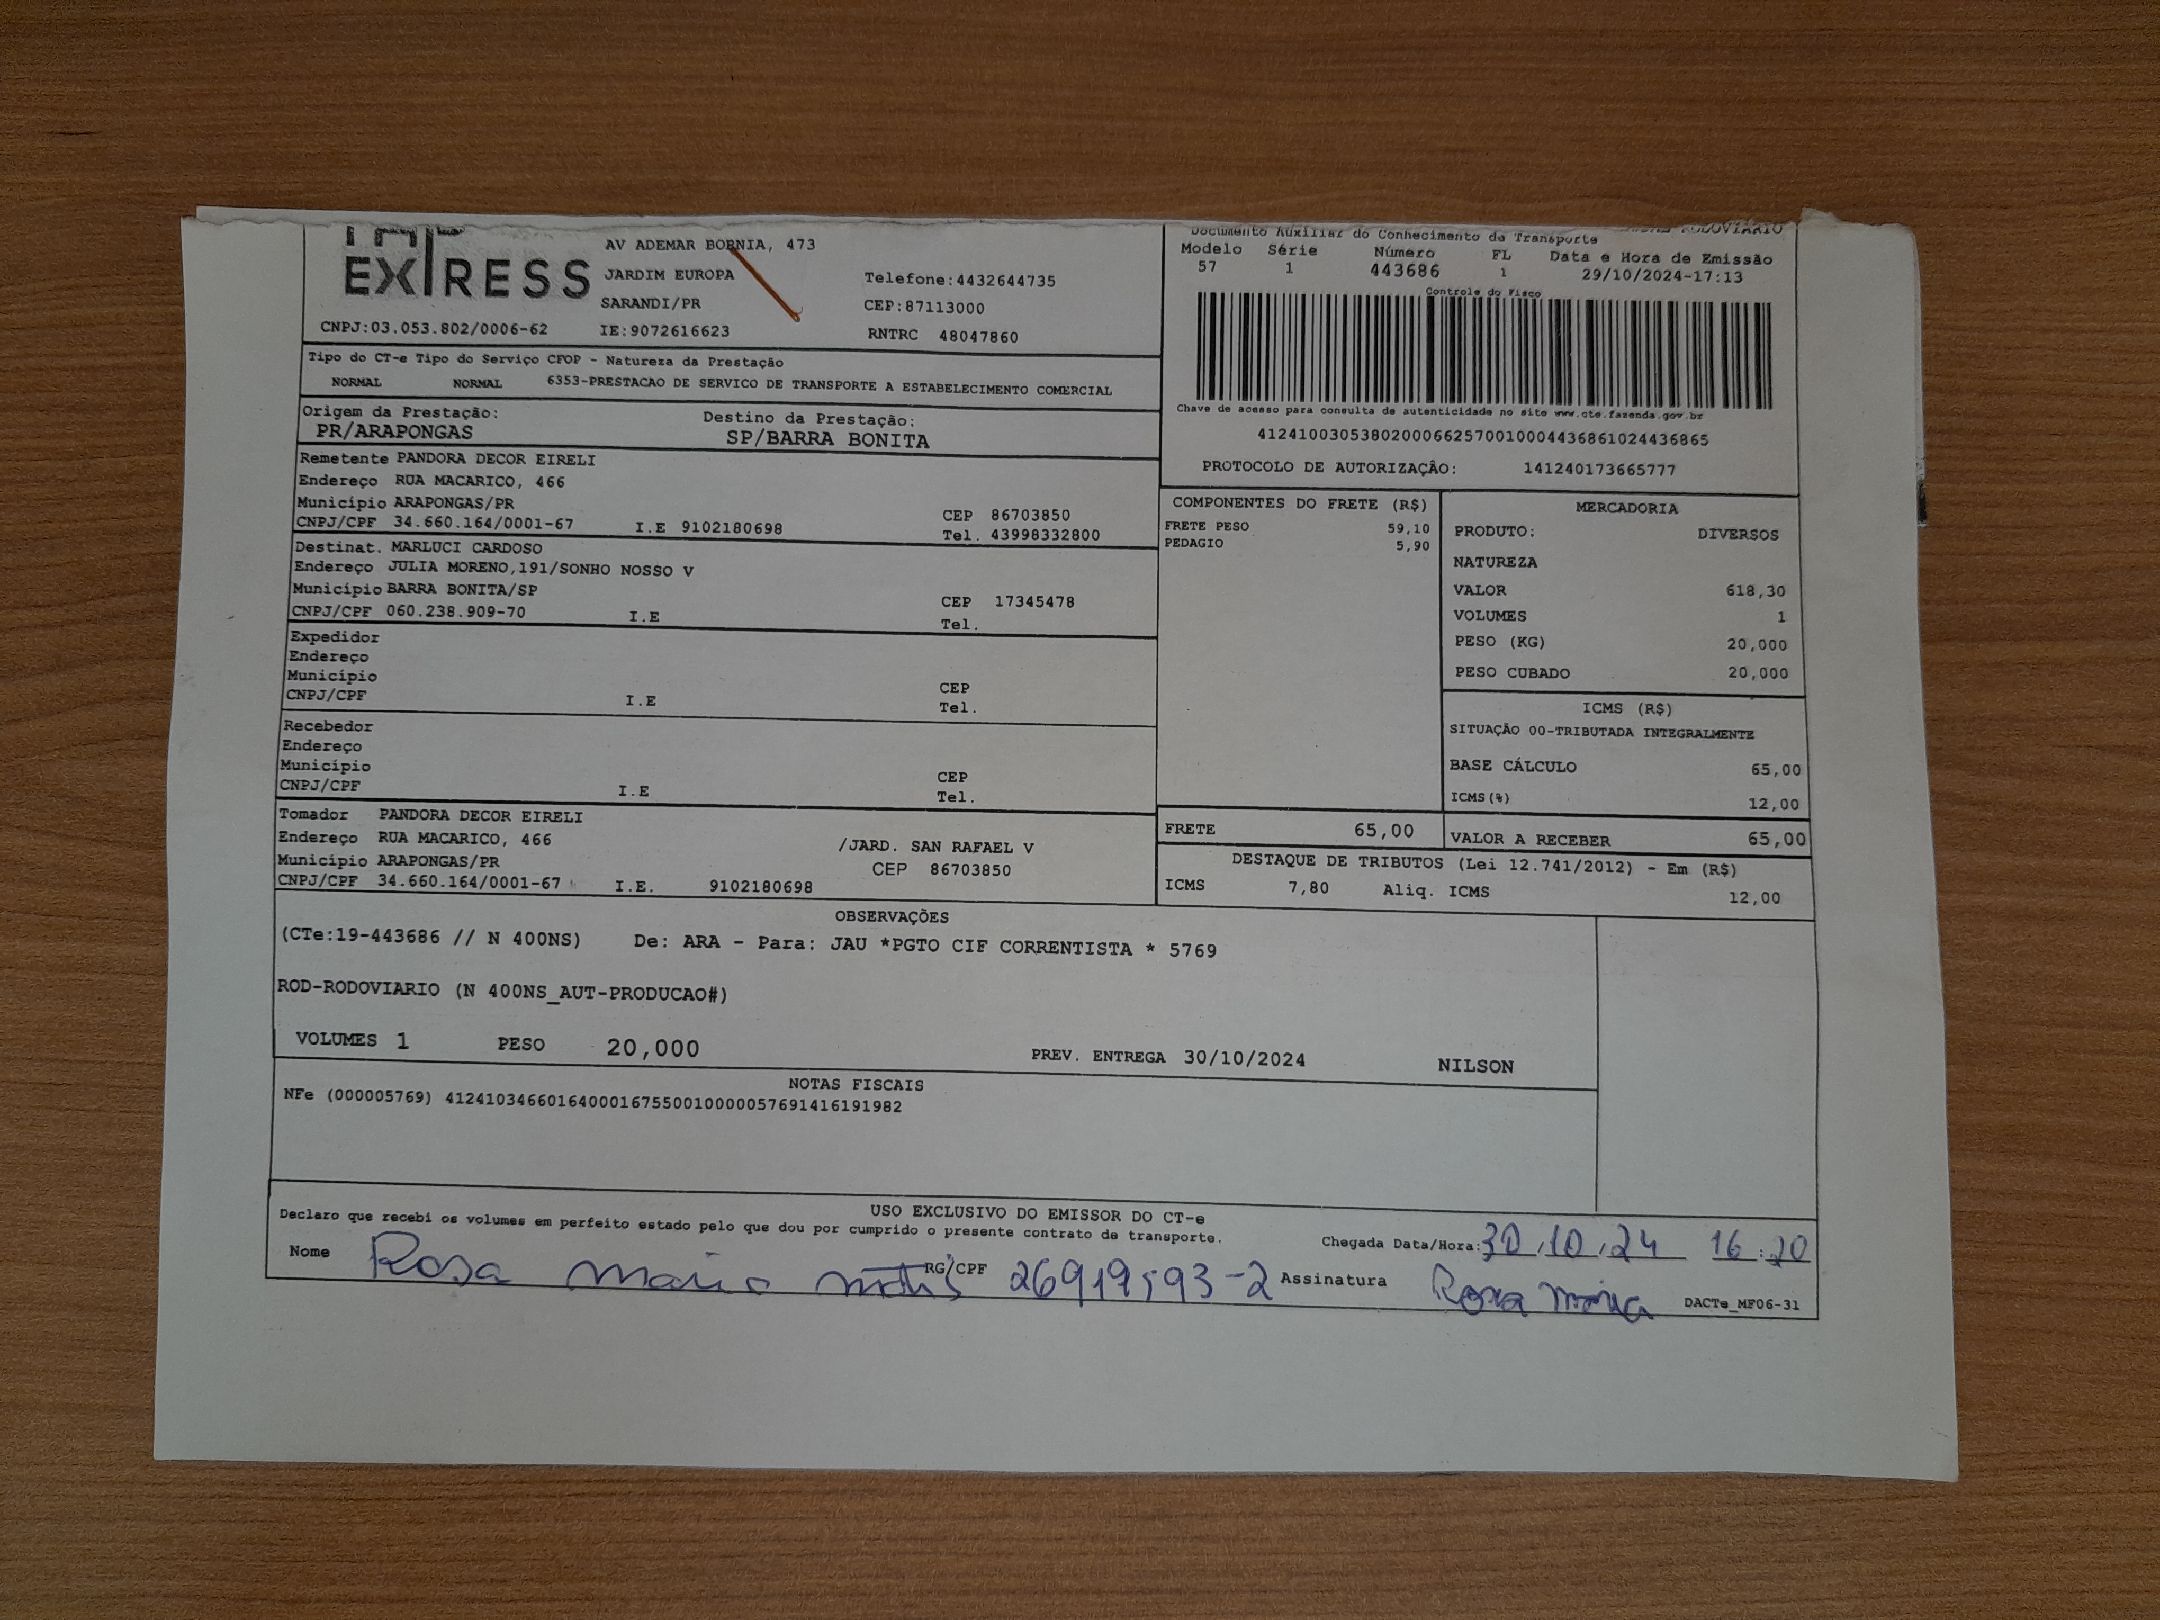 EXPRESS
AV ADEMAR BORNIA, 473
JARDIM EUROPA
Telefone:4432644735
SARANDI/PR
CEP:87113000
CNPJ:03.053.802/0006-62
IE:9072616623
RNTRC 48047860
Documento Auxiliar do Conhecimento de Transporte
RODOVIÁRIO
Modelo Série Número FL Data e Hora de Emissão
57 1 443686 1 29/10/2024-17:13
Controle do Fisco
Chave de acesso para consulta de autenticidade no site www.cte.fazenda.gov.br
41241003053802000662570010004436861024436865
PROTOCOLO DE AUTORIZAÇÃO: 141240173665777
Tipo do CT-e Tipo do Serviço CFOP - Natureza da Prestação
NORMAL NORMAL 6353-PRESTACAO DE SERVICO DE TRANSPORTE A ESTABELECIMENTO COMERCIAL
Origem da Prestação: Destino da Prestação:
PR/ARAPONGAS SP/BARRA BONITA
Remetente PANDORA DECOR EIRELI
Endereço RUA MACARICO, 466
Município ARAPONGAS/PR CEP 86703850
CNPJ/CPF 34.660.164/0001-67 I.E 9102180698 Tel. 43998332800
Destinat. MARLUCI CARDOSO
Endereço JULIA MORENO,191/SONHO NOSSO V
Município BARRA BONITA/SP CEP 17345478
CNPJ/CPF 060.238.909-70 I.E Tel.
Expedidor
Endereço
Município CEP
CNPJ/CPF I.E Tel.
Recebedor
Endereço
Município CEP
CNPJ/CPF I.E Tel.
Tomador PANDORA DECOR EIRELI
Endereço RUA MACARICO, 466 /JARD. SAN RAFAEL V
Município ARAPONGAS/PR CEP 86703850
CNPJ/CPF 34.660.164/0001-67 I.E. 9102180698
COMPONENTES DO FRETE (R$)
FRETE PESO 59,10
PEDAGIO 5,90
MERCADORIA
PRODUTO: DIVERSOS
NATUREZA
VALOR 618,30
VOLUMES 1
PESO (KG) 20,000
PESO CUBADO 20,000
ICMS (R$)
SITUAÇÃO 00-TRIBUTADA INTEGRALMENTE
BASE CÁLCULO 65,00
ICMS(%) 12,00
FRETE 65,00 VALOR A RECEBER 65,00
DESTAQUE DE TRIBUTOS (Lei 12.741/2012) - Em (R$)
ICMS 7,80 Aliq. ICMS 12,00
OBSERVAÇÕES
(CTe:19-443686 // N 400NS) De: ARA - Para: JAU *PGTO CIF CORRENTISTA * 5769
ROD-RODOVIARIO (N 400NS_AUT-PRODUCAO#)
VOLUMES 1 PESO 20,000 PREV. ENTREGA 30/10/2024 NILSON
NOTAS FISCAIS
NFe (000005769) 41241034660164000167550010000057691416191982
USO EXCLUSIVO DO EMISSOR DO CT-e
Declaro que recebi os volumes em perfeito estado pelo que dou por cumprido o presente contrato de transporte.
Chegada Data/Hora: 30.10.24 16:20
Nome Rosa Maria RG/CPF 26919593-2 Assinatura Rosa Maria
DACTe_MF06-31